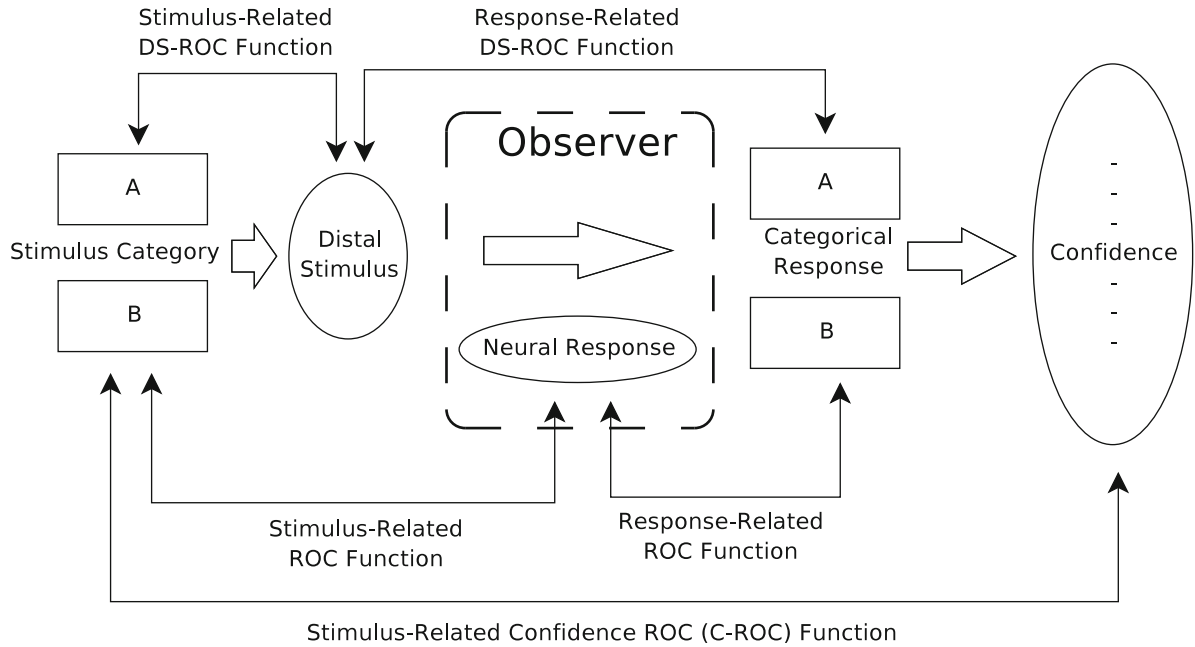 Stimulus-Related
DS-ROC Function
Response-Related
DS-ROC Function
Observer
A
Stimulus Category
B
Distal
Stimulus
Neural Response
A
Categorical
Response
B
Confidence
Stimulus-Related
ROC Function
Response-Related
ROC Function
Stimulus-Related Confidence ROC (C-ROC) Function